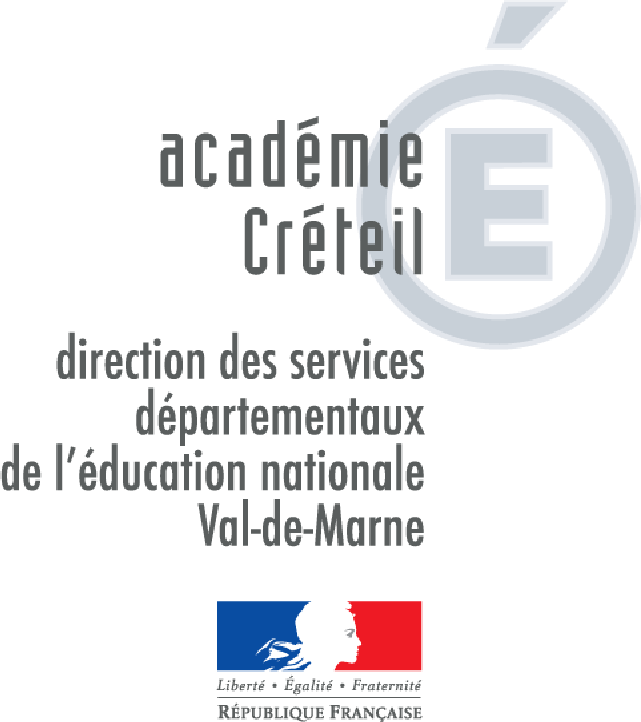 É
académie
Créteil
direction des services
départementaux
de l’éducation nationale
Val-de-Marne
Liberté • Égalité • Fraternité
RÉPUBLIQUE FRANÇAISE